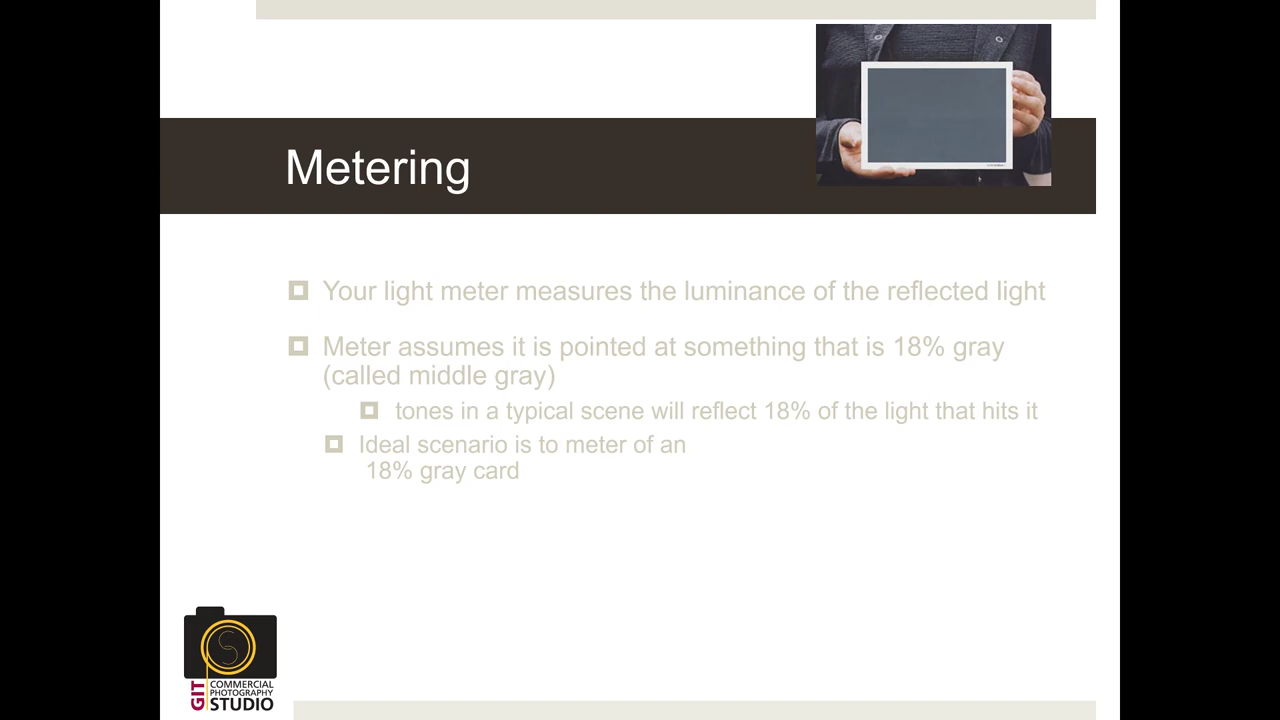 Metering
Your light meter measures the luminance of the reflected light
Meter assumes it is pointed at something that is 18% gray
(called middle gray)
tones in a typical scene will reflect 18% of the light that hits it
Ideal scenario is to meter of an
18% gray card
GIT
COMMERCIAL
PHOTOGRAPHY
STUDIO